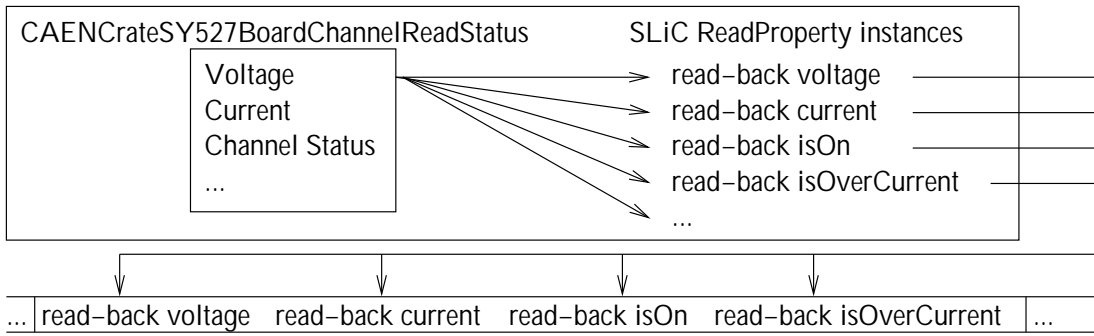 CAENCrateSY527BoardChannelReadStatus SLiC ReadProperty instances
Voltage read−back voltage
Current read−back current
Channel Status read−back isOn
... read−back isOverCurrent
...
... read−back voltage read−back current read−back isOn read−back isOverCurrent ...